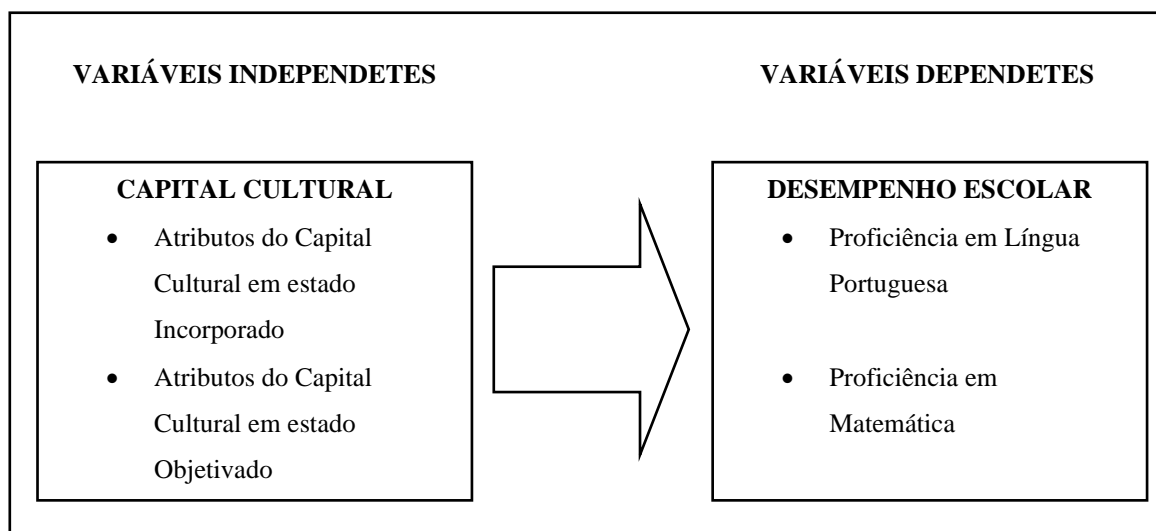 VARIÁVEIS INDEPENDETES
VARIÁVEIS DEPENDETES
CAPITAL CULTURAL
• Atributos do Capital
Cultural em estado
Incorporado
• Atributos do Capital
Cultural em estado
Objetivado
DESEMPENHO ESCOLAR
• Proficiência em Língua
Portuguesa
• Proficiência em
Matemática